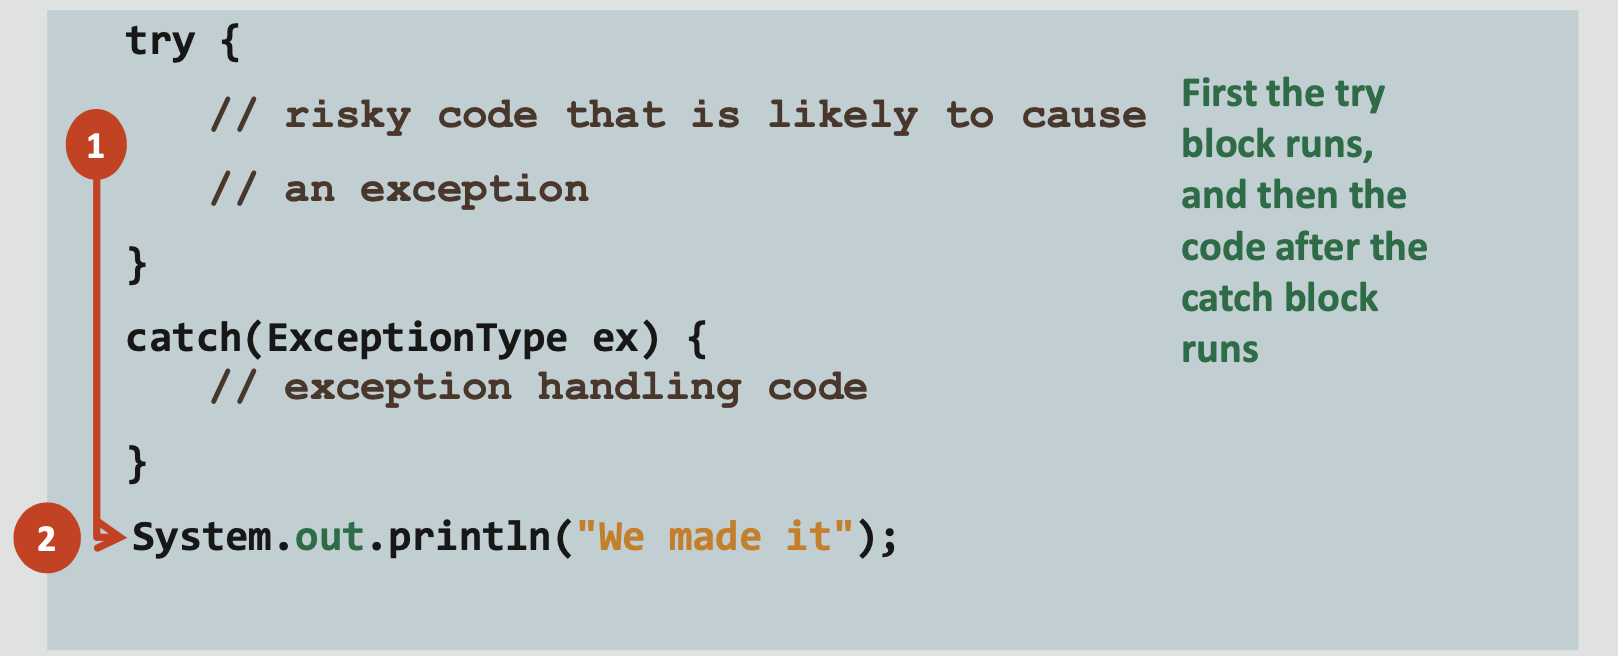 try {
// risky code that is likely to cause
// an exception
}
catch(ExceptionType ex) {
// exception handling code
}
System.out.println("We made it");
1
2
First the try
block runs,
and then the
code after the
catch block
runs